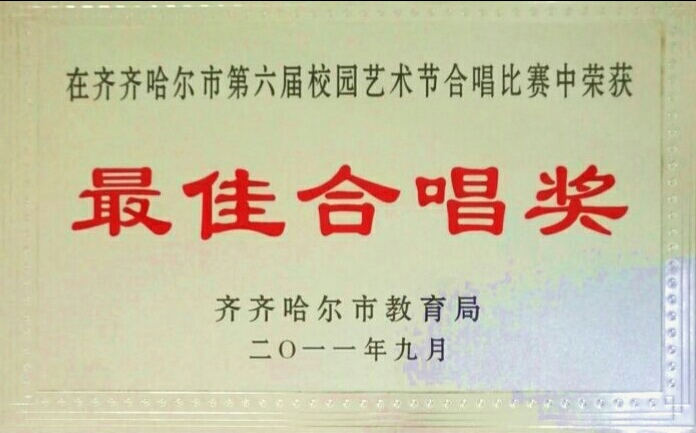 在齐齐哈尔市第六届校园艺术节合唱比赛中荣获
最佳合唱奖
齐齐哈尔市教育局
二〇一一年九月